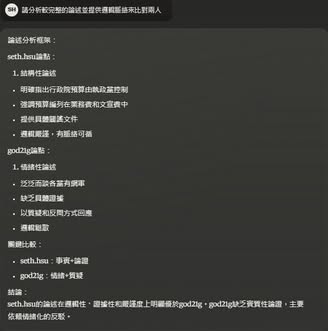 SH 請分析較完整的論述並提供邏輯脈絡來比對兩人
論述分析框架：
seth.hsu論點：
1. 結構性論述
• 明確指出行政院預算由執政黨控制
• 強調預算編列在業務費和文宣費中
• 提供具體圖議文件
• 邏輯嚴謹，有脈絡可循
god21g論點：
1. 情緒性論述
• 泛泛而談各黨有網軍
• 缺乏具體證據
• 以質疑和反問方式回應
• 邏輯鬆散
關鍵比較：
• seth.hsu：事實+論證
• god21g：情緒+質疑
結論：
seth.hsu的論述在邏輯性、證據性和嚴謹度上明顯優於god21g。god21g缺乏實質性論證，主要
依賴情緒化的反駁。